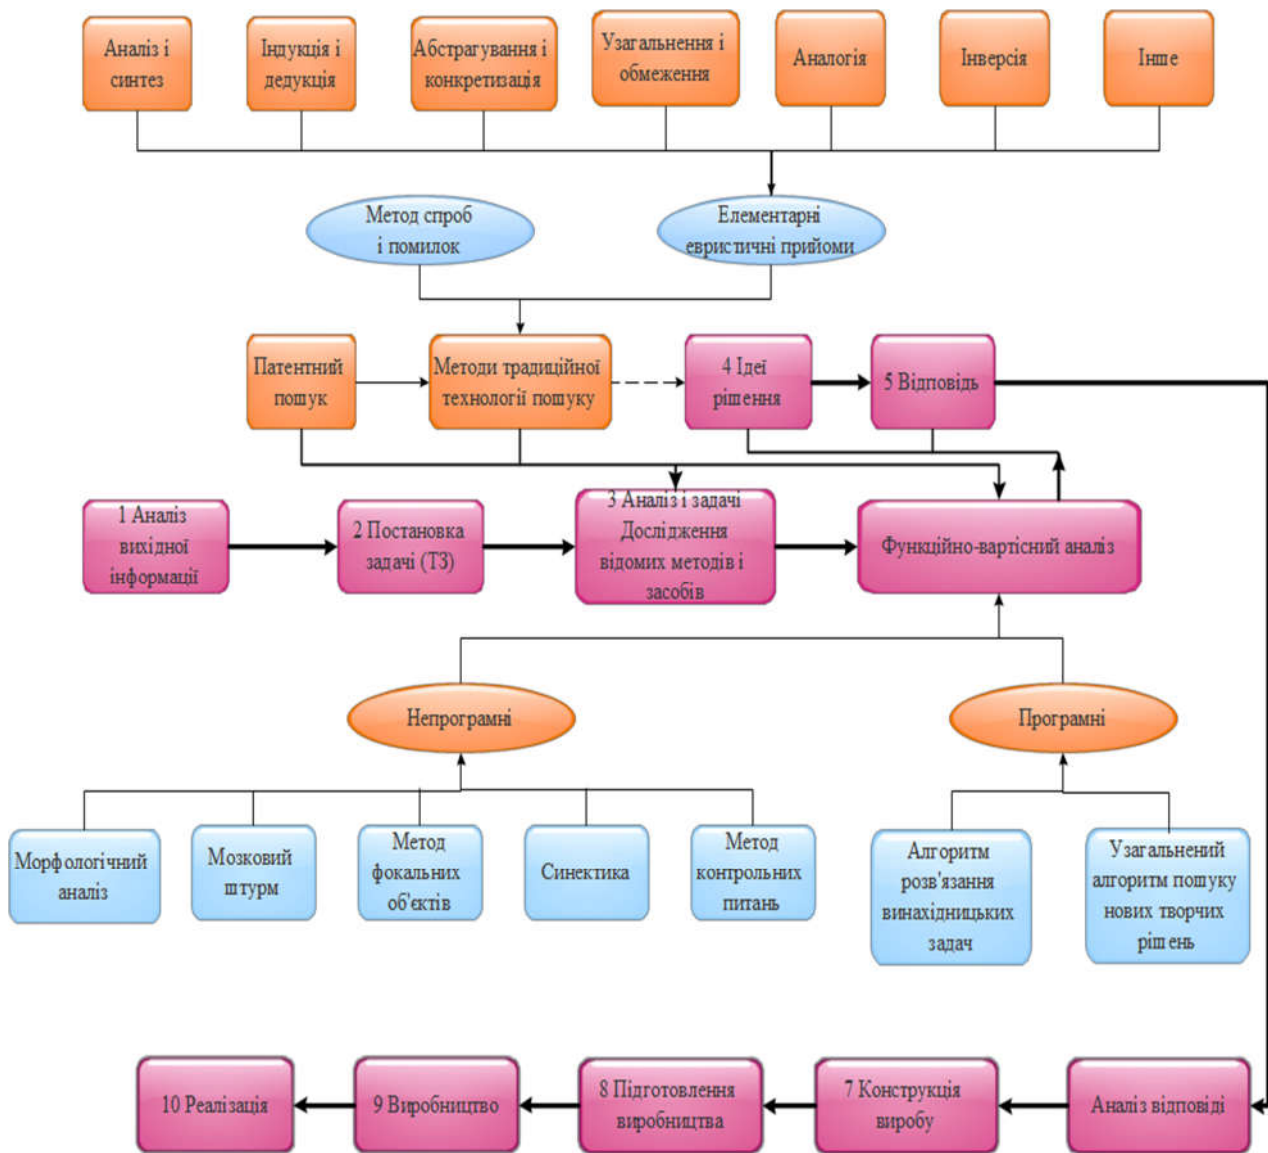 Аналіз і
синтез
Індукція і
дедукція
Абстрагування і
конкретизація
Узагальнення і
обмеження
Аналогія
Інверсія
Інше
Метод спроб
і помилок
Елементарні
евристичні прийоми
Патентний
пошук
Методи традиційної
технології пошуку
4 Ідеї
рішення
5 Відповідь
1 Аналіз
вихідної
інформації
2 Постановка
задачі (ТЗ)
3 Аналіз і задачі
Дослідження
відомих методів і
засобів
Функційно-вартісний аналіз
Непрограмні
Програмні
Морфологічний
аналіз
Мозковий
штурм
Метод
фокальних
об'єктів
Синектика
Метод
контрольних
питань
Алгоритм
розв'язання
винахідницьких
задач
Узагальнений
алгоритм пошуку
нових творчих
рішень
10 Реалізація
9 Виробництво
8 Підготовлення
виробництва
7 Конструкція
виробу
Аналіз відповіді